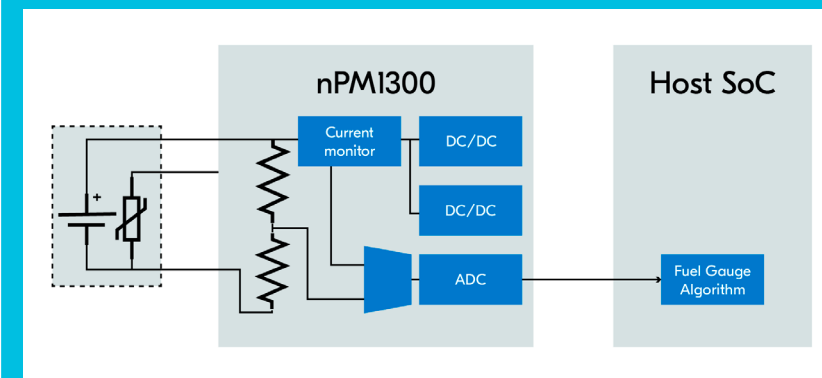 nPM1300
Host SoC
Current
monitor
DC/DC
DC/DC
ADC
Fuel Gauge
Algorithm
+